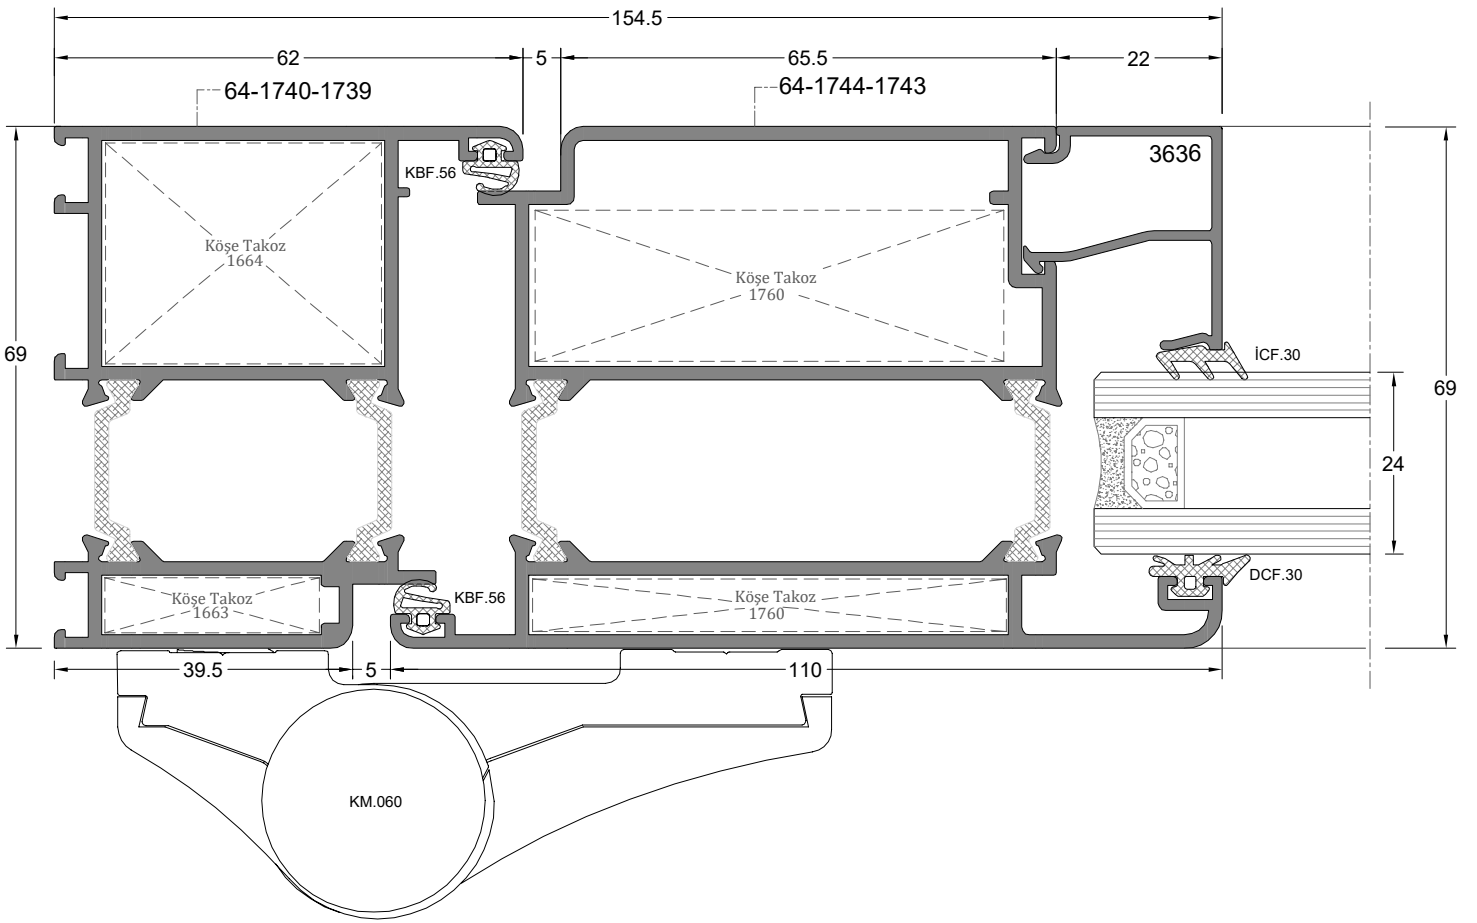 154.5
62
5
65.5
22
64-1740-1739
64-1744-1743
KBF.56
3636
Köşe Takoz
1664
Köşe Takoz
1760
69
İCF.30
69
24
Köşe Takoz
1663
KBF.56
Köşe Takoz
1760
DCF.30
39.5
5
110
KM.060